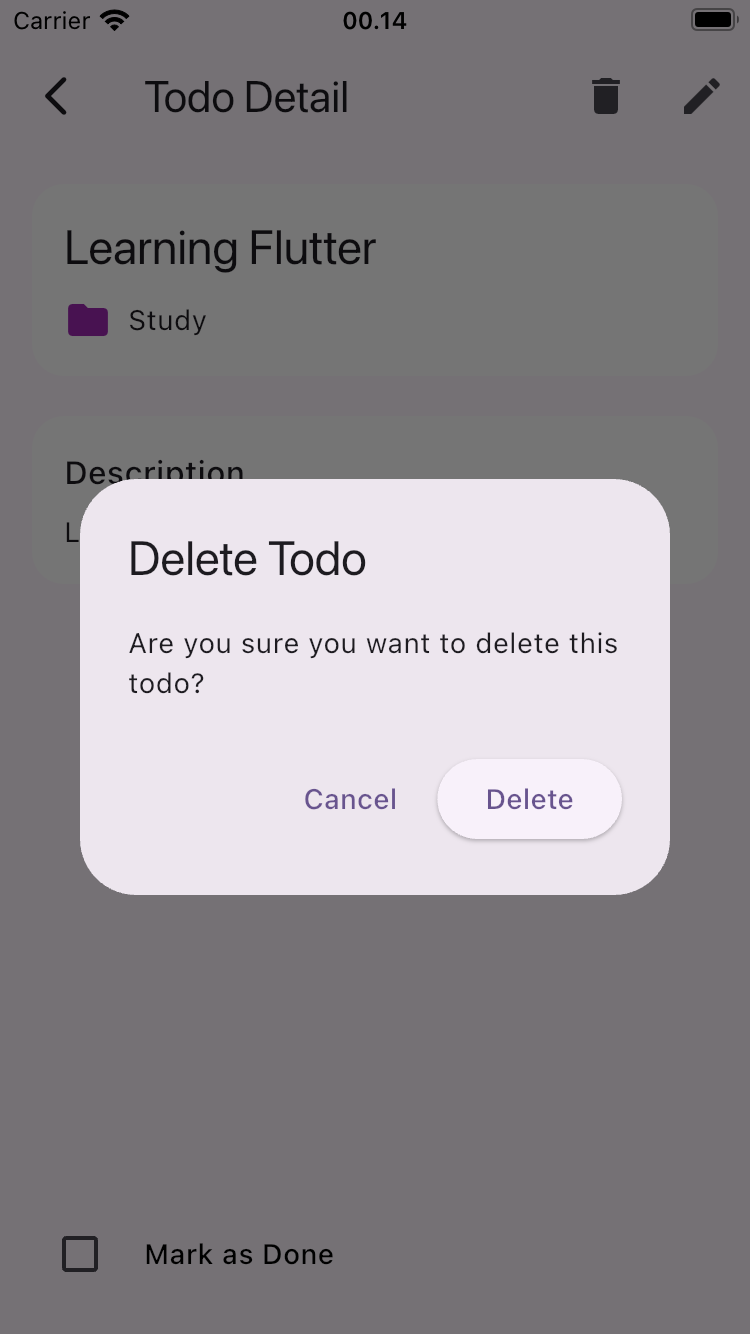 Carrier
00.14
Todo Detail
Learning Flutter
Study
Description
L
Delete Todo
Are you sure you want to delete this
todo?
Cancel
Delete
Mark as Done